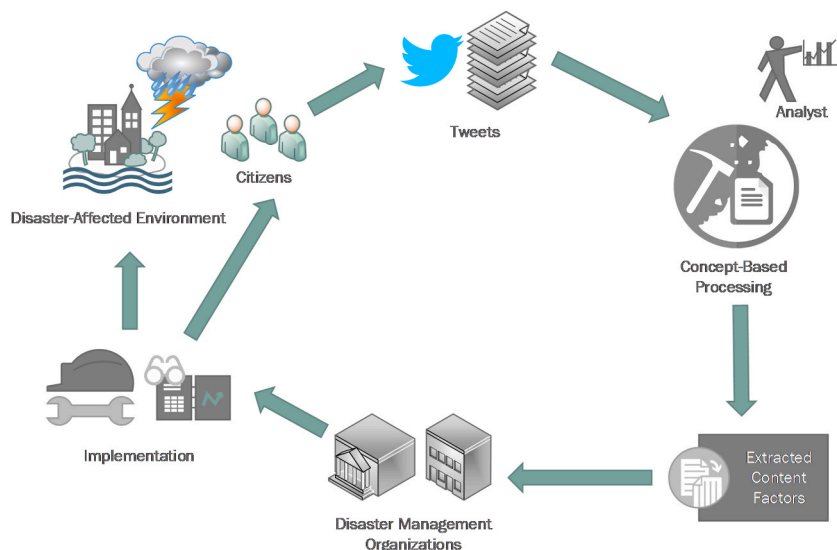 Tweets
Analyst
Citizens
Disaster-Affected Environment
Concept-Based
Processing
Implementation
Extracted
Content
Factors
Disaster Management
Organizations